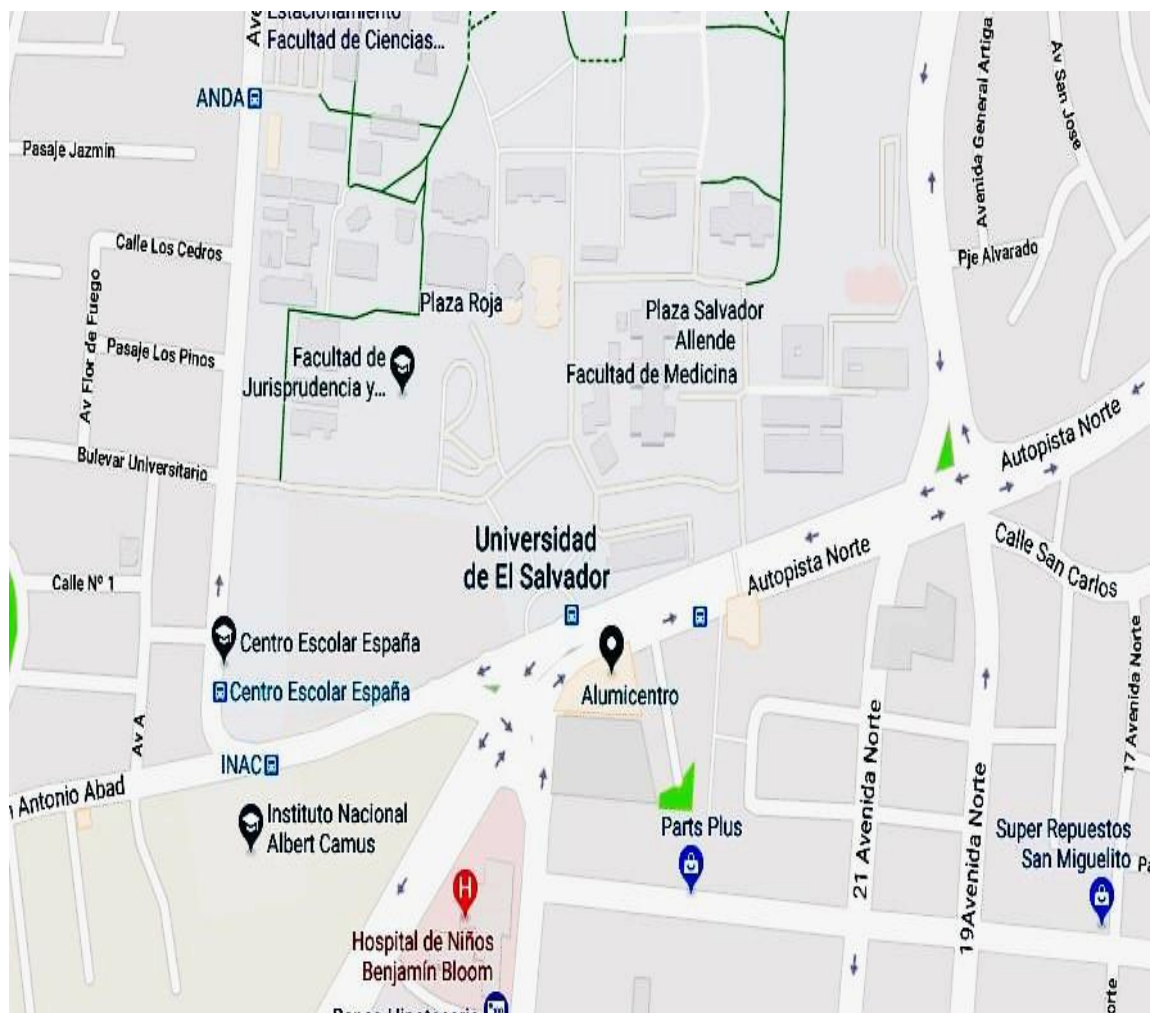 Estacionamiento
Facultad de Ciencias...
Ave
ANDA
Pasaje Jazmin
Calle Los Cedros
Av Flor de Fuego
Pasaje Los Pinos
Bulevar Universitario
Plaza Roja
Facultad de
Jurisprudencia y...
Plaza Salvador
Allende
Facultad de Medicina
Avenida General Artiga
Av San Jose
Pje Alvarado
Autopista Norte
Universidad
de El Salvador
Autopista Norte
Calle San Carlos
Calle Nº 1
Centro Escolar España
Centro Escolar España
Av A
INAC
Antonio Abad
Instituto Nacional
Albert Camus
Alumicentro
Parts Plus
21 Avenida Norte
19Avenida Norte
17 Avenida Norte
Super Repuestos
San Miguelito
Pa
H
Hospital de Niños
Benjamín Bloom
orte